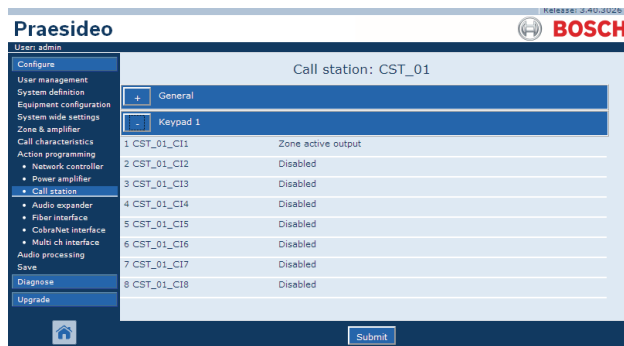 Release: 3.40.3026
Praesideo
BOSCH
User: admin
Configure
User management
System definition
Equipment configuration
System wide settings
Zone & amplifier
Call characteristics
Action programming
• Network controller
• Power amplifier
• Call station
• Audio expander
• Fiber interface
• CobraNet interface
• Multi ch interface
Audio processing
Save
Diagnose
Upgrade
Call station: CST_01
+ General
- Keypad 1
1 CST_01_CI1 Zone active output
2 CST_01_CI2 Disabled
3 CST_01_CI3 Disabled
4 CST_01_CI4 Disabled
5 CST_01_CI5 Disabled
6 CST_01_CI6 Disabled
7 CST_01_CI7 Disabled
8 CST_01_CI8 Disabled
Submit